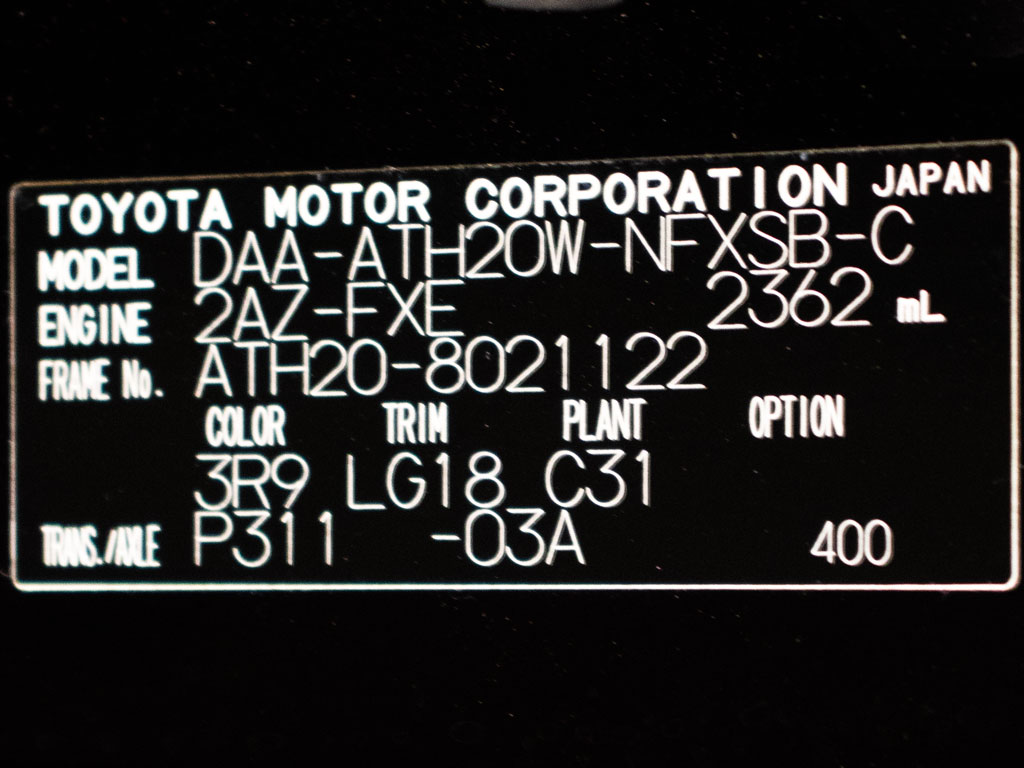 TOYOTA MOTOR CORPORATION JAPAN
MODEL DAA-ATH20W-NFXSB-C
ENGINE 2AZ-FXE 2362 mL
FRAME No. ATH20-8021122
COLOR TRIM PLANT OPTION
3R9 LG18 C31
TRANS./AXLE P311 -03A 400